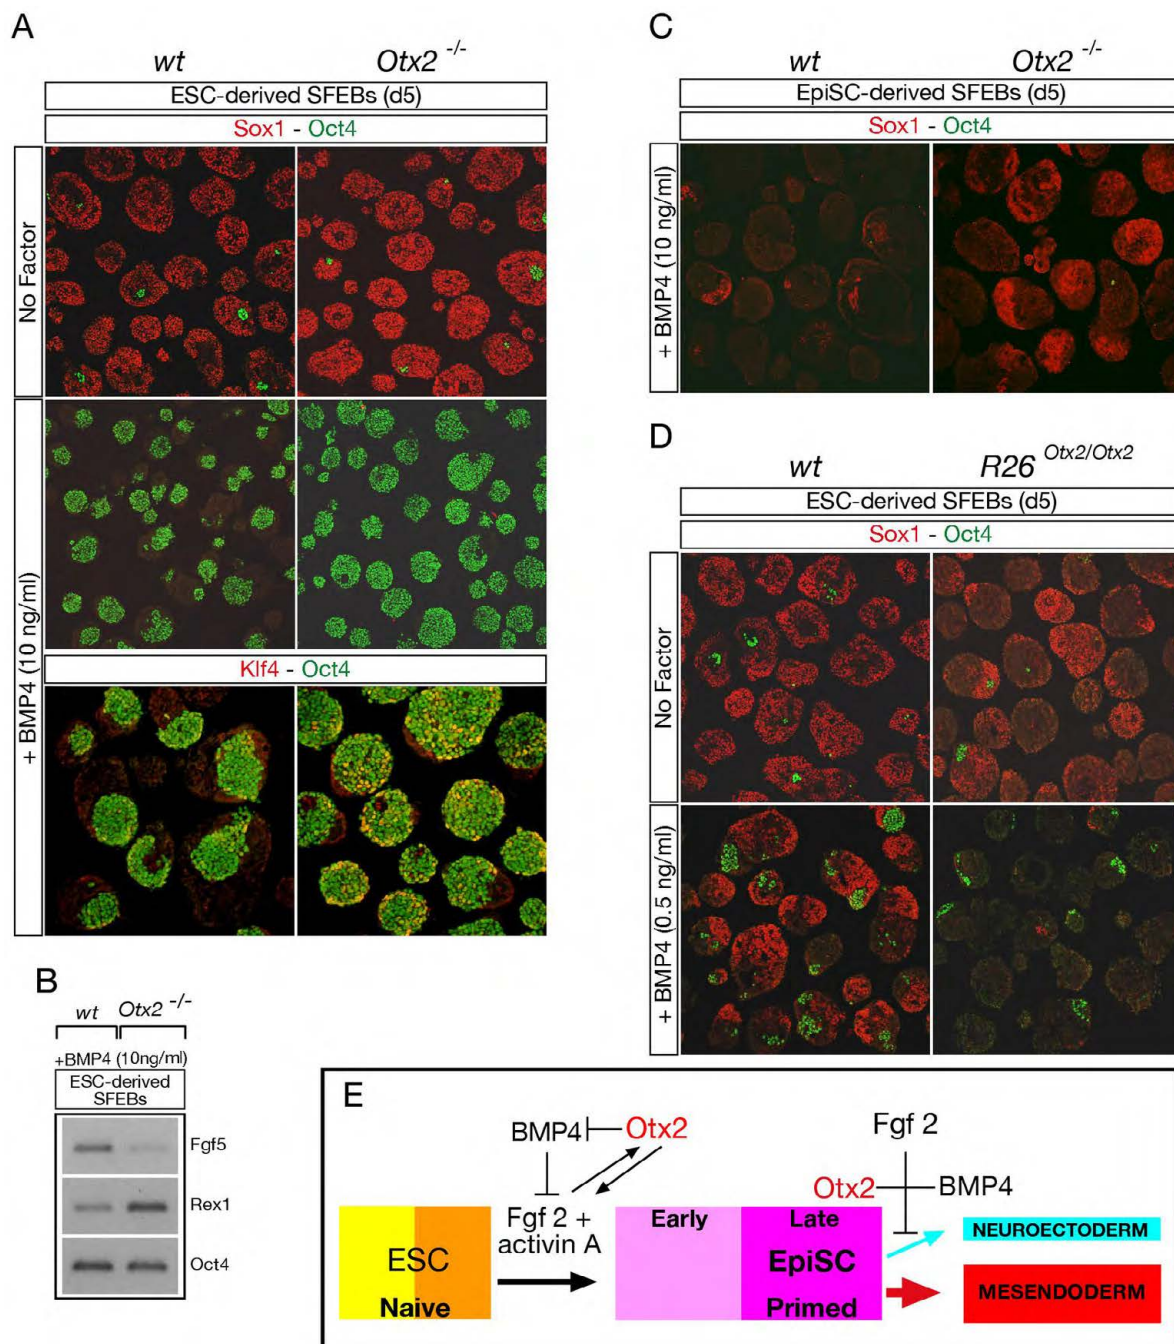 A
wt Otx2 -/-
ESC-derived SFEBs (d5)
Sox1 - Oct4
No Factor
+ BMP4 (10 ng/ml)
Klf4 - Oct4
B
wt Otx2 -/-
+BMP4 (10ng/ml)
ESC-derived
SFEBs
Fgf5
Rex1
Oct4
C
wt Otx2 -/-
EpiSC-derived SFEBs (d5)
Sox1 - Oct4
+ BMP4 (10 ng/ml)
D
wt R26 Otx2/Otx2
ESC-derived SFEBs (d5)
Sox1 - Oct4
No Factor
+ BMP4 (0.5 ng/ml)
E
BMP4 Otx2
Fgf 2 +
activin A
ESC
Naive
Early Late
EpiSC
Primed
Fgf 2
Otx2 BMP4
NEUROECTODERM
MESENDODERM